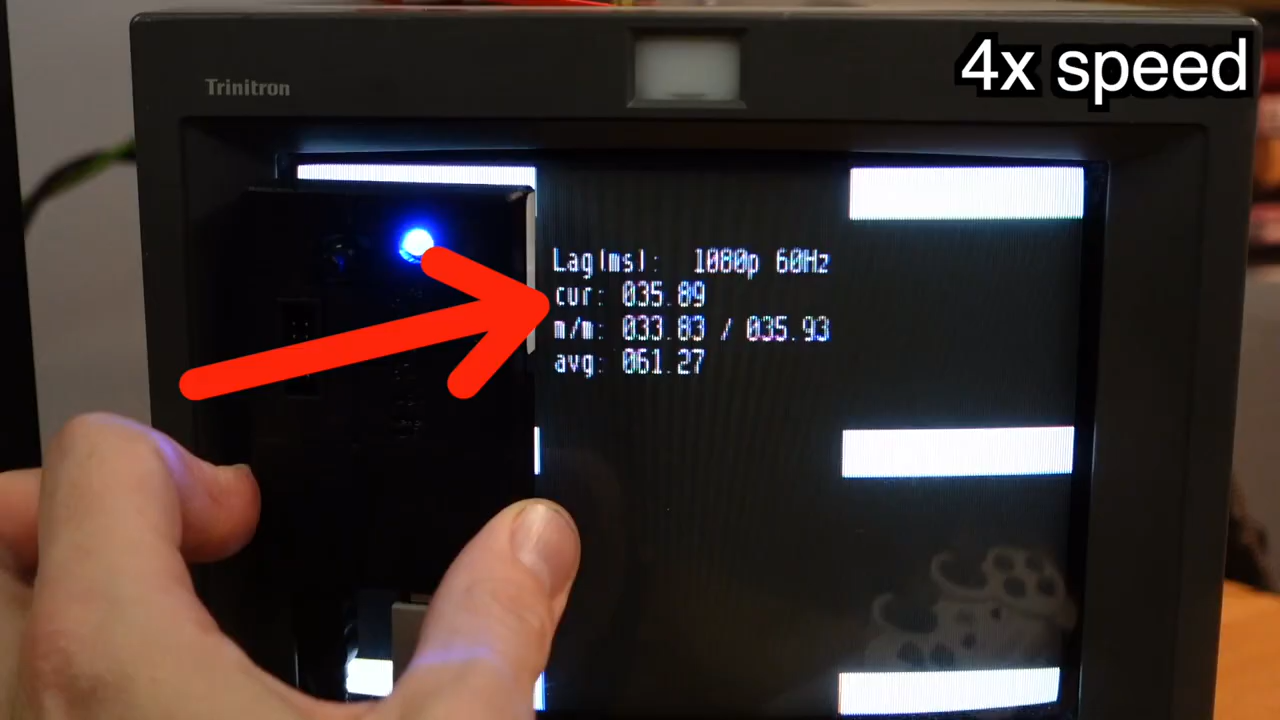 4x speed
Trinitron
Lag(ms): 1080p 60Hz
cur: 035.89
m/m: 033.83 / 035.93
avg: 061.27